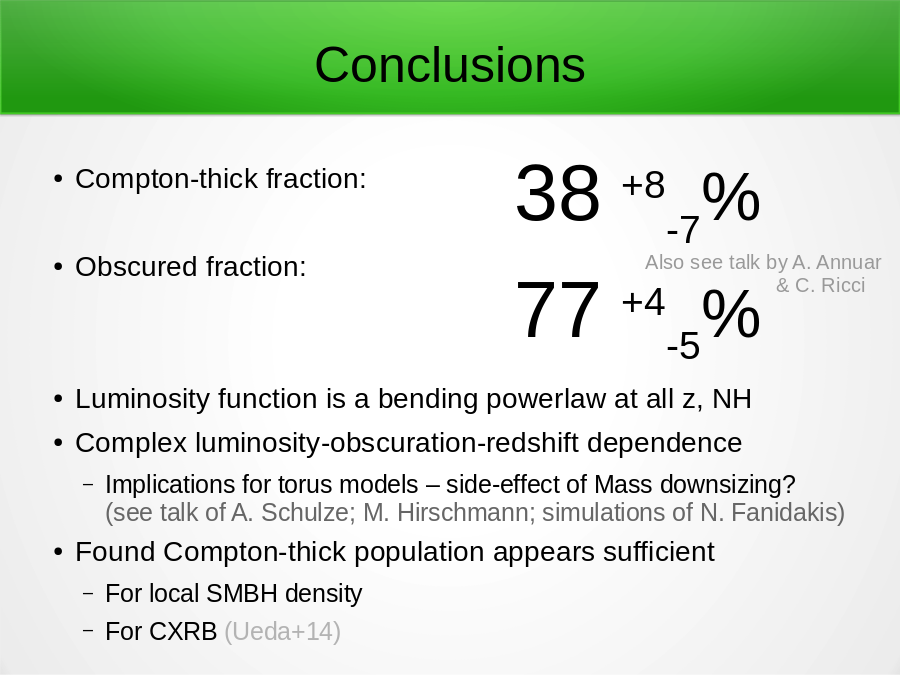 Conclusions
• Compton-thick fraction: 38 +8 -7 %
Also see talk by A. Annuar
& C. Ricci
• Obscured fraction: 77 +4 -5 %
• Luminosity function is a bending powerlaw at all z, NH
• Complex luminosity-obscuration-redshift dependence
– Implications for torus models – side-effect of Mass downsizing?
(see talk of A. Schulze; M. Hirschmann; simulations of N. Fanidakis)
• Found Compton-thick population appears sufficient
– For local SMBH density
– For CXRB (Ueda+14)